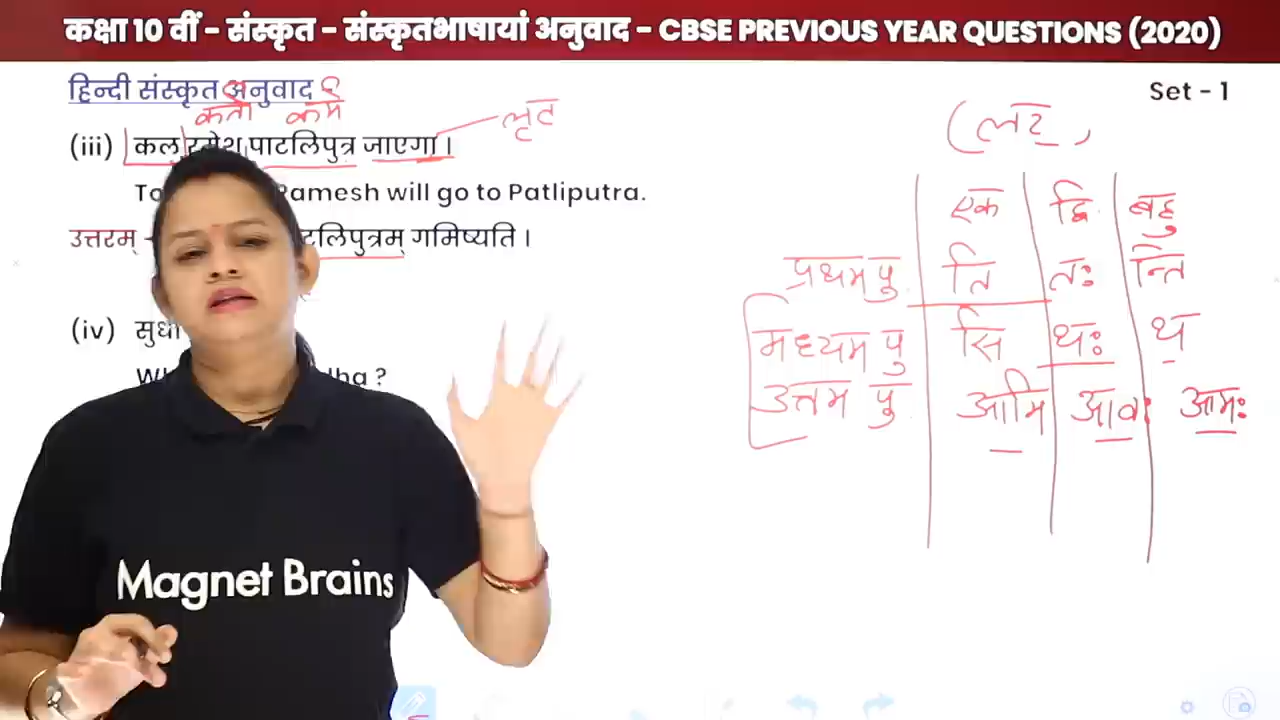 कक्षा 10 वीं - संस्कृत - संस्कृतभाषायां अनुवाद - CBSE PREVIOUS YEAR QUESTIONS (2020)
हिन्दी संस्कृत अनुवाद
Set - 1
कर्ता कर्म लृट
(लट्,
(iii) कल रमेश पाटलिपुत्र जाएगा ।
Ramesh will go to Patliputra.
उत्तरम् - टलिपुत्रम् गमिष्यति ।
(iv) सुधा
ha ?
एक द्वि. बहु
प्रथम पु ति तः न्ति
मध्यम पु सि थः थ
उत्तम पु आमि आवः आमः
Magnet Brains